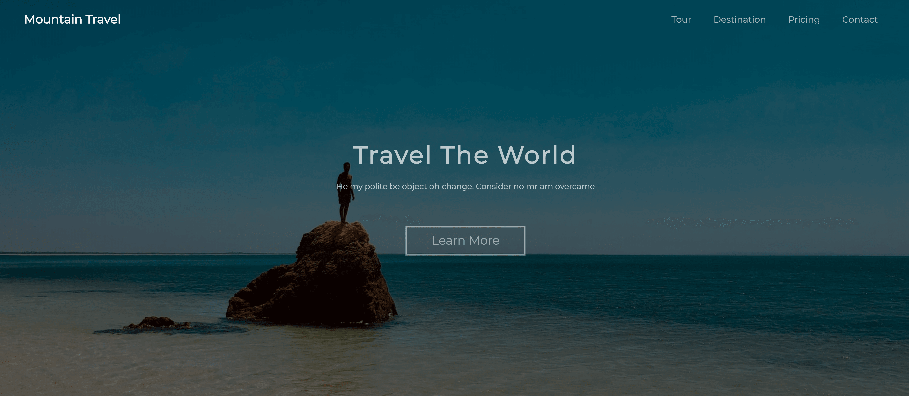 Mountain Travel
Tour Destination Pricing Contact
Travel The World
He my polite be object oh change. Consider no mr am overcame
Learn More